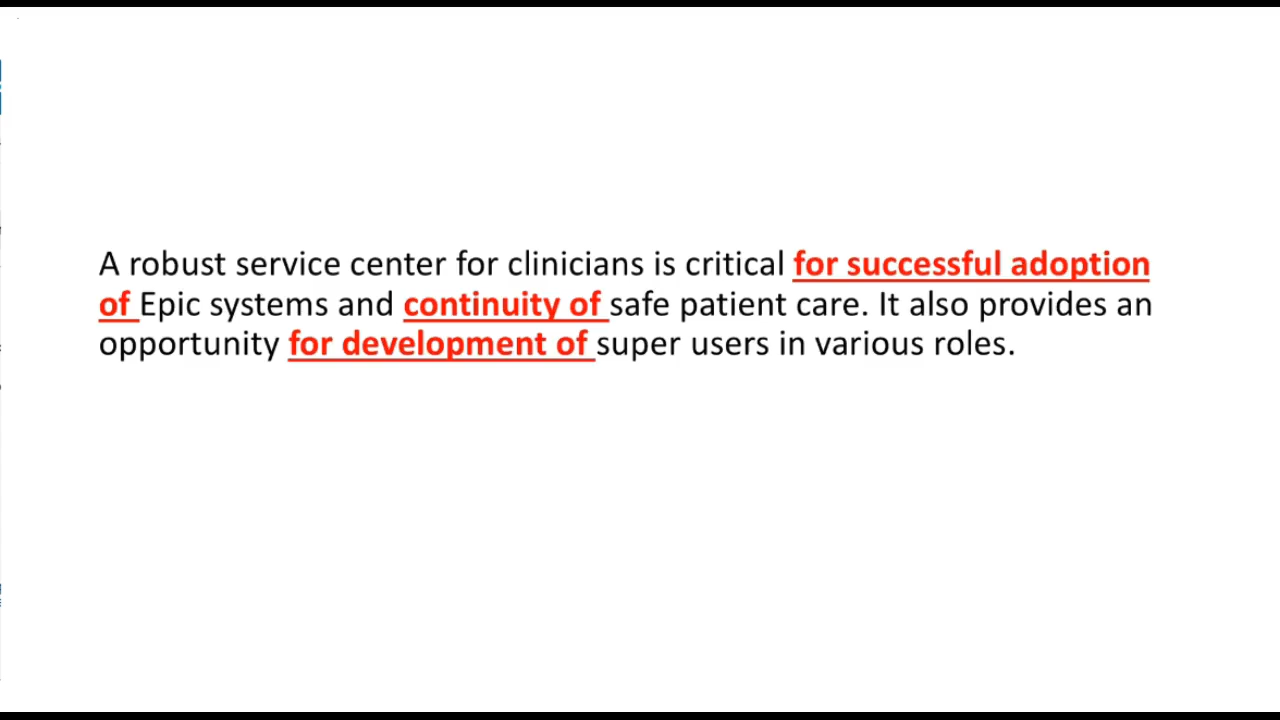 A robust service center for clinicians is critical for successful adoption
of Epic systems and continuity of safe patient care. It also provides an
opportunity for development of super users in various roles.